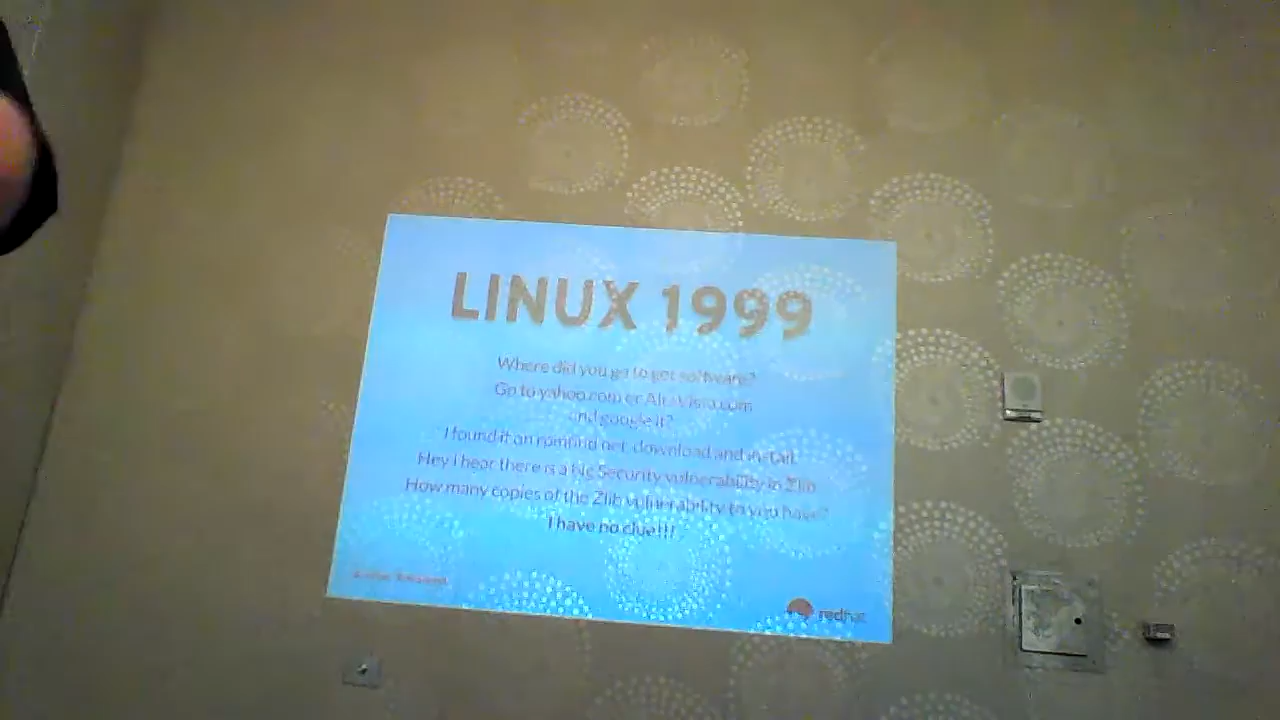 LINUX 1999
Where did you go to get software?
Go to yahoo.com or AltaVista.com
and google it?
I found it on rpmfind.net, download and install.
Hey I hear there is a big Security vulnerability in Zlib
How many copies of the Zlib vulnerability to you have?
I have no clue!!!
redhat